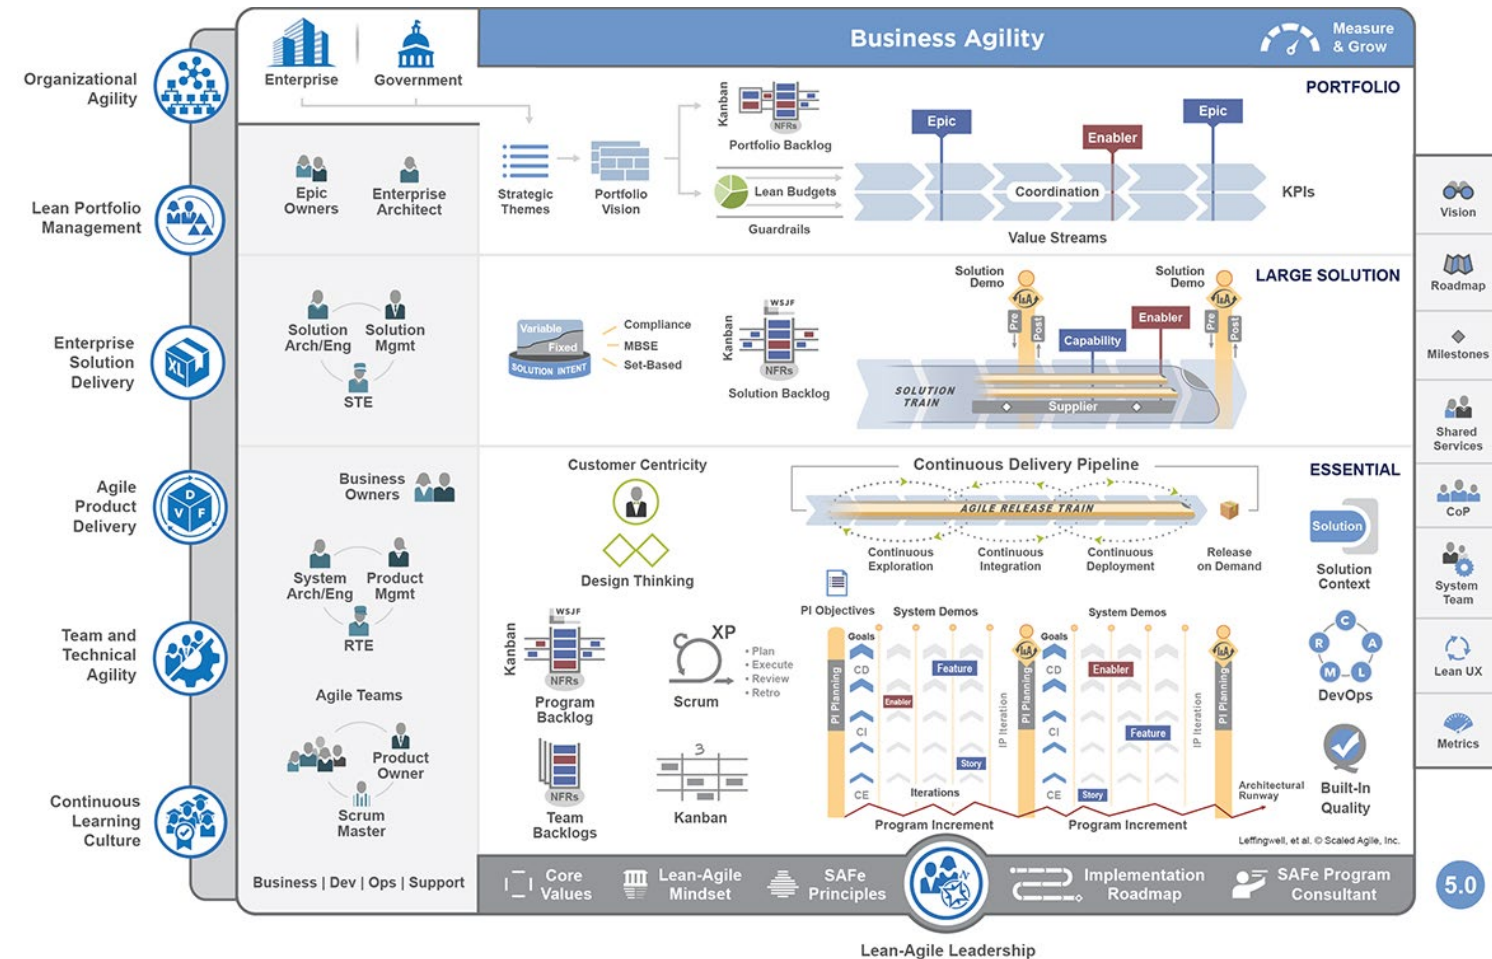 Business Agility
Measure
& Grow
Organizational
Agility
Lean Portfolio
Management
Enterprise
Solution
Delivery
Agile
Product
Delivery
Team and
Technical
Agility
Continuous
Learning
Culture
Enterprise
Government
PORTFOLIO
Epic
Owners
Enterprise
Architect
Strategic
Themes
Portfolio
Vision
Kanban
NFRs
Portfolio Backlog
Lean Budgets
Guardrails
Epic
Enabler
Epic
Coordination
KPIs
Value Streams
LARGE SOLUTION
Solution
Arch/Eng
Solution
Mgmt
STE
Variable
Fixed
SOLUTION INTENT
Compliance
MBSE
Set-Based
WSJF
Kanban
NFRs
Solution Backlog
Solution
Demo
I&A
Pre
Post
Capability
Enabler
Solution
Demo
I&A
Pre
Post
SOLUTION
TRAIN
Supplier
ESSENTIAL
Business
Owners
System
Arch/Eng
Product
Mgmt
RTE
Agile Teams
Product
Owner
Scrum
Master
Business | Dev | Ops | Support
Customer Centricity
Design Thinking
WSJF
Kanban
NFRs
Program
Backlog
XP
Scrum
• Plan
• Execute
• Review
• Retro
NFRs
Team
Backlogs
3
Kanban
Continuous Delivery Pipeline
AGILE RELEASE TRAIN
Continuous
Exploration
Continuous
Integration
Continuous
Deployment
Release
on Demand
PI Objectives
System Demos
System Demos
PI Planning
Goals
CD
CI
CE
Enabler
Feature
Story
Iterations
IP Iteration
I&A
PI Planning
Goals
CD
CI
CE
Enabler
Feature
Story
IP Iteration
I&A
PI Planning
Program Increment
Program Increment
Architectural
Runway
Solution
Solution
Context
C
A
L
M
R
DevOps
Built-In
Quality
Leffingwell, et al. © Scaled Agile, Inc.
Vision
Roadmap
Milestones
Shared
Services
CoP
System
Team
Lean UX
Metrics
XL
D
V
F
Core
Values
Lean-Agile
Mindset
SAFe
Principles
N
Implementation
Roadmap
SAFe Program
Consultant
Lean-Agile Leadership
5.0